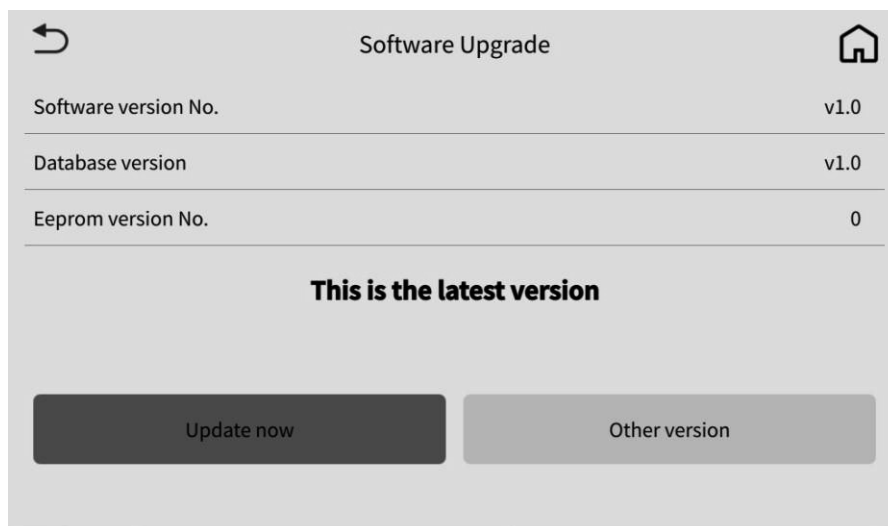 Software Upgrade
Software version No. v1.0
Database version v1.0
Eeprom version No. 0
This is the latest version
Update now Other version